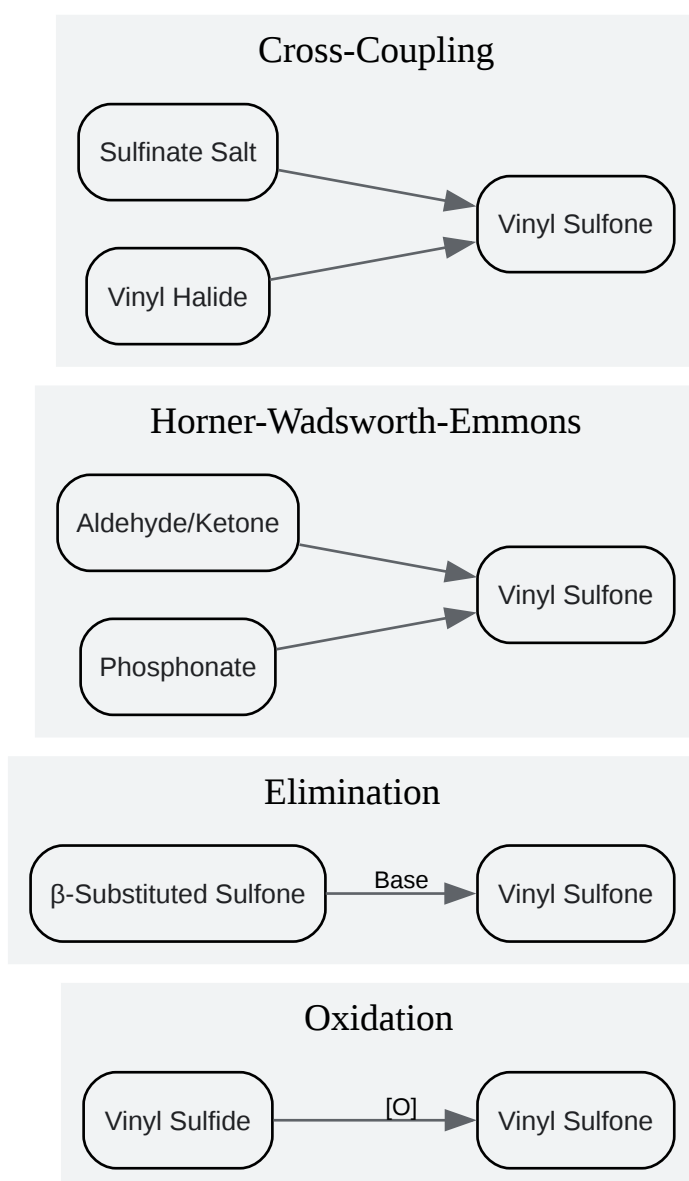 Cross-Coupling
Sulfinate Salt
Vinyl Sulfone
Vinyl Halide
Horner-Wadsworth-Emmons
Aldehyde/Ketone
Vinyl Sulfone
Phosphonate
Elimination
β-Substituted Sulfone
Base
Vinyl Sulfone
Oxidation
Vinyl Sulfide
[O]
Vinyl Sulfone